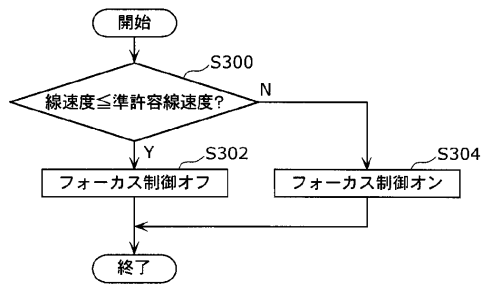 開始
S300
線速度≦準許容線速度?
N
Y
S302
フォーカス制御オフ
S304
フォーカス制御オン
終了